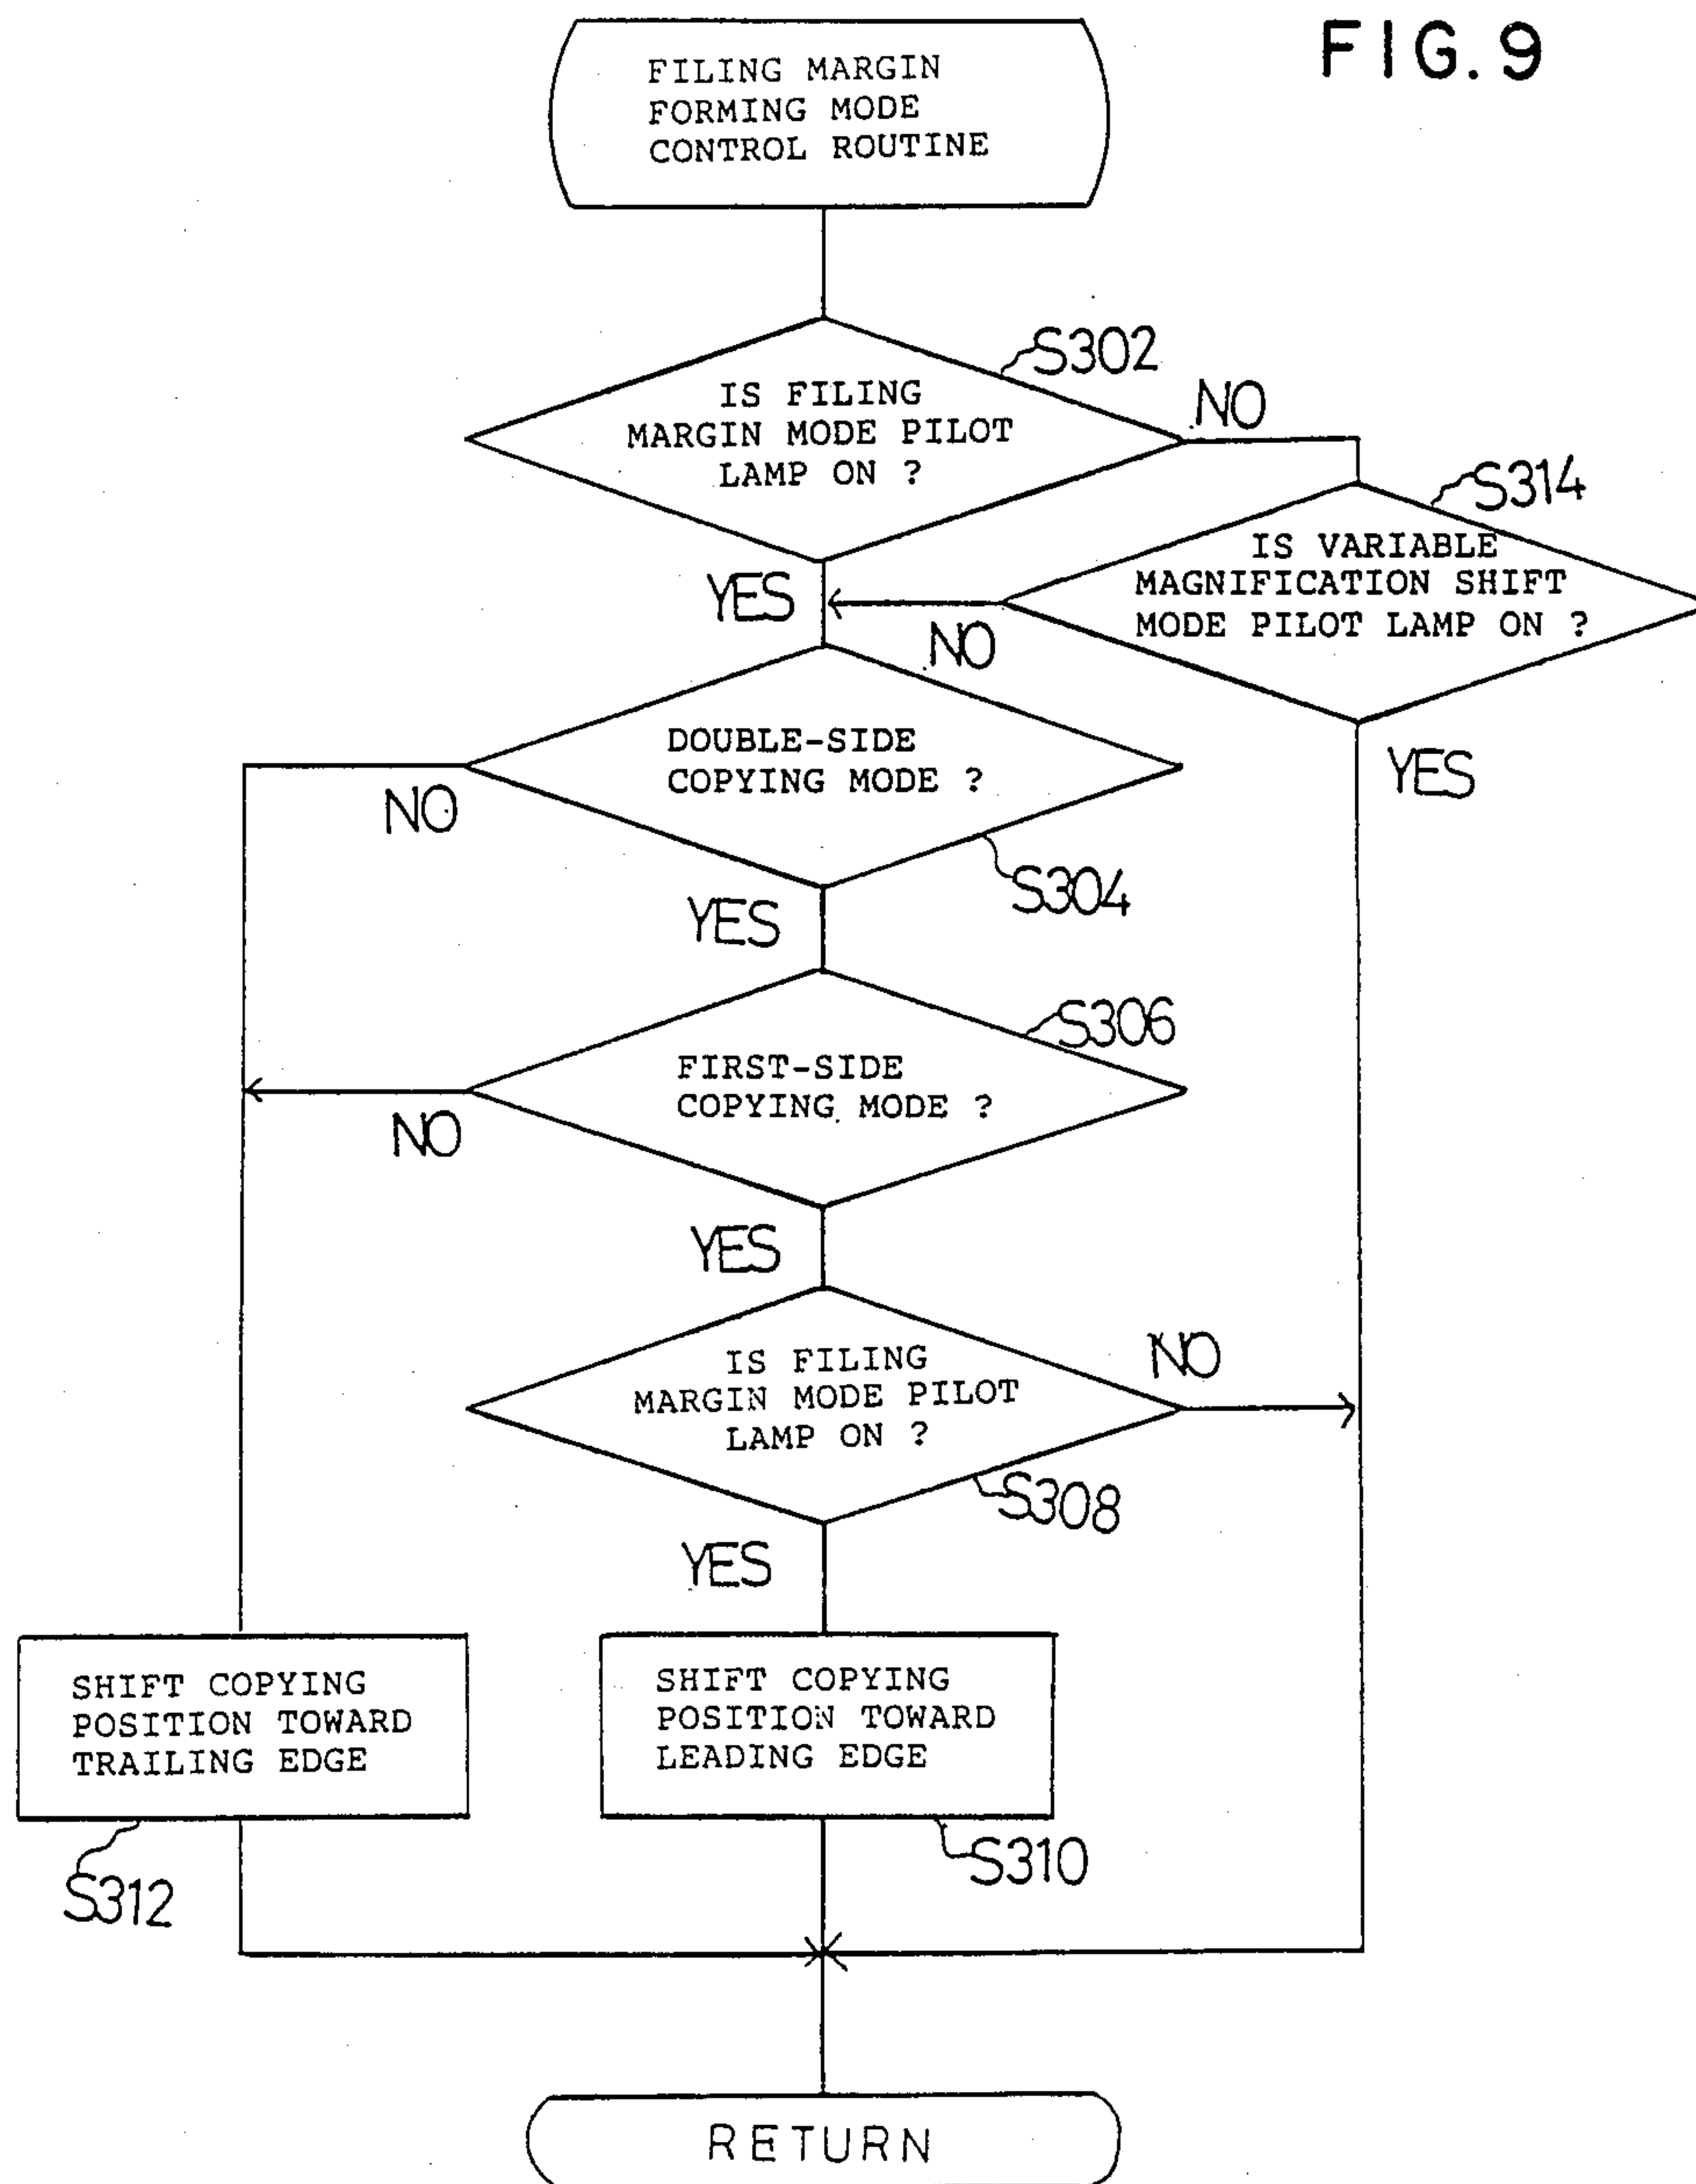 FIG. 9
FILING MARGIN
FORMING MODE
CONTROL ROUTINE
S302
IS FILING
MARGIN MODE PILOT
LAMP ON ?
NO
S314
IS VARIABLE
MAGNIFICATION SHIFT
MODE PILOT LAMP ON ?
YES
NO
DOUBLE-SIDE
COPYING MODE ?
YES
NO
S304
YES
S306
FIRST-SIDE
COPYING MODE ?
NO
YES
NO
IS FILING
MARGIN MODE PILOT
LAMP ON ?
S308
YES
SHIFT COPYING
POSITION TOWARD
TRAILING EDGE
SHIFT COPYING
POSITION TOWARD
LEADING EDGE
S310
S312
RETURN